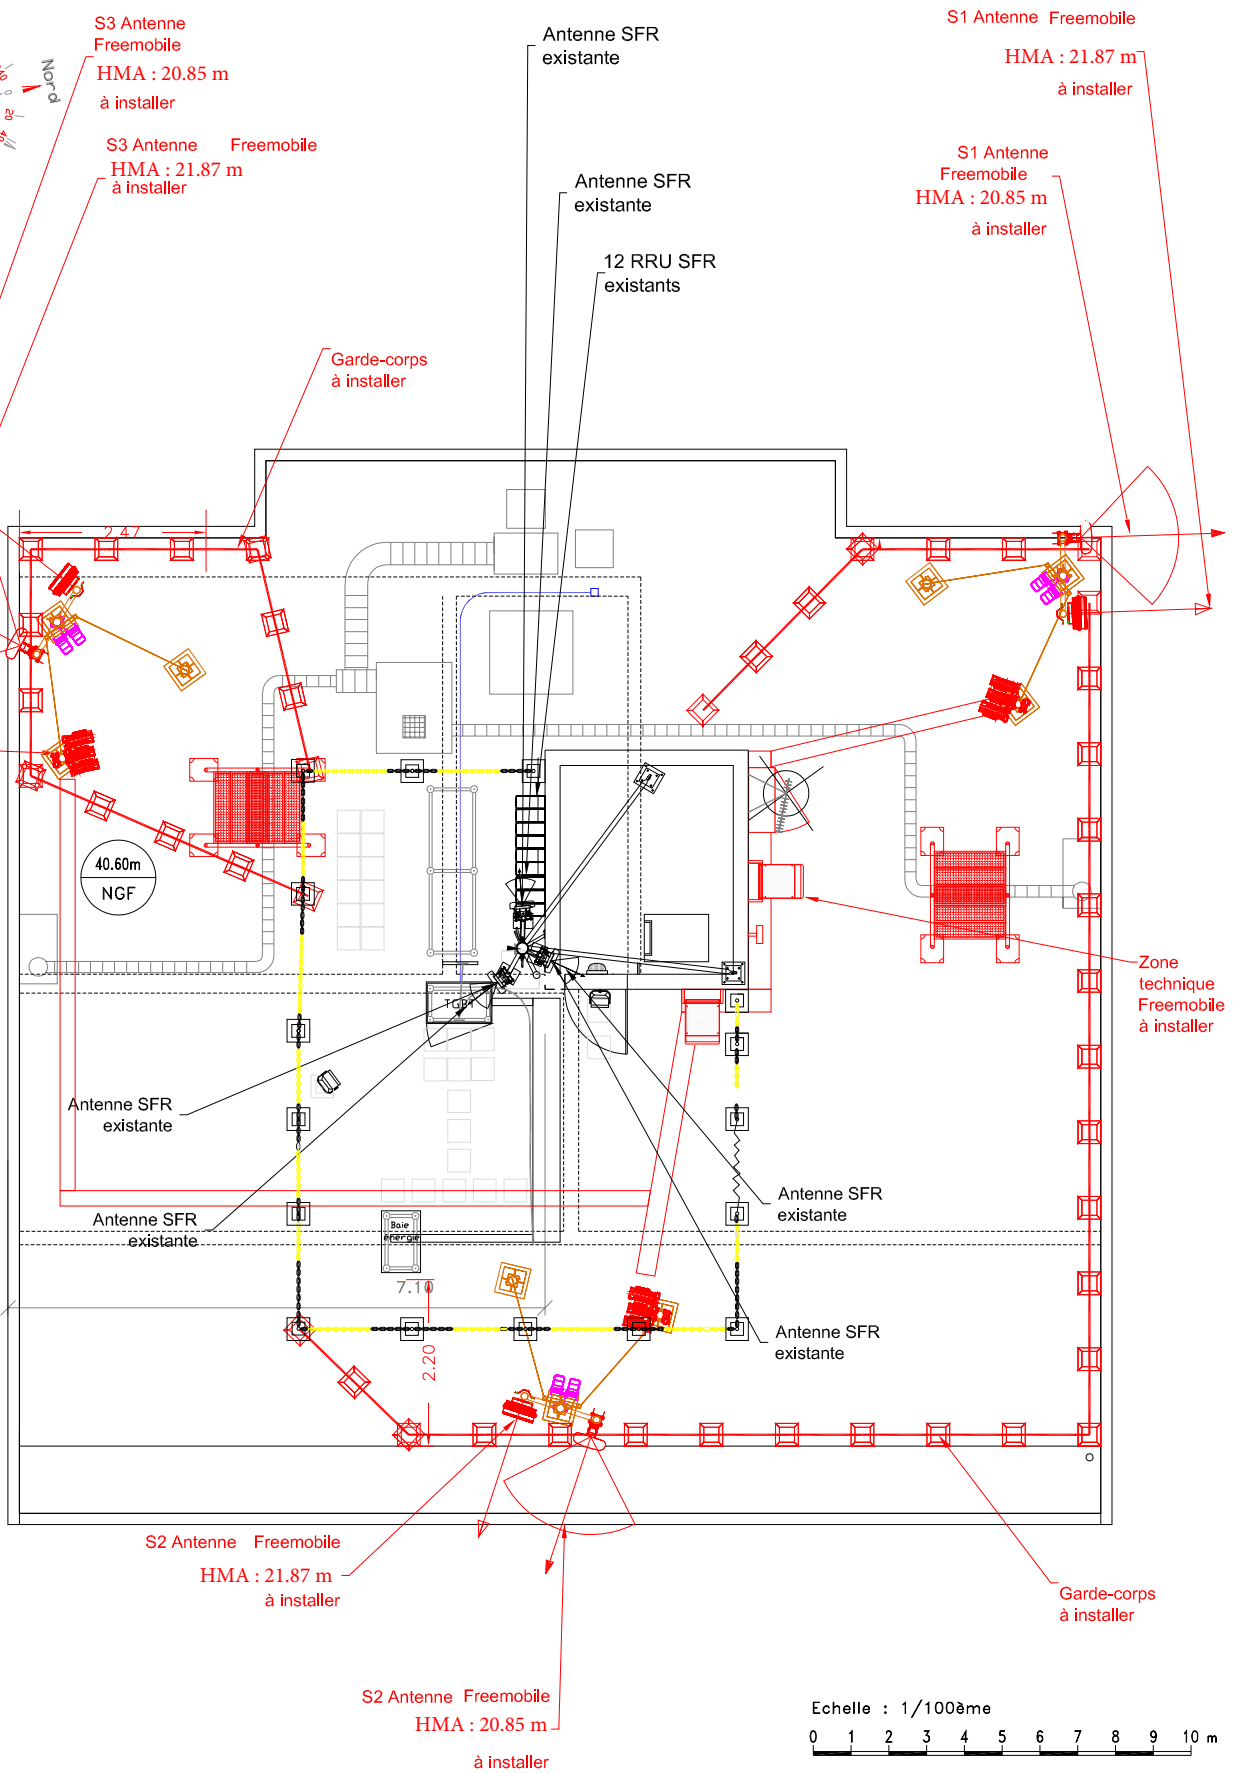 S3 Antenne
Freemobile
HMA : 20.85 m
à installer
Nord
0
20
S3 Antenne Freemobile
HMA : 21.87 m
à installer
Antenne SFR
existante
S1 Antenne Freemobile
HMA : 21.87 m
à installer
S1 Antenne
Freemobile
HMA : 20.85 m
à installer
Antenne SFR
existante
12 RRU SFR
existants
Garde-corps
à installer
2.47
40.60m
NGF
TGBT
Zone
technique
Freemobile
à installer
Antenne SFR
existante
Antenne SFR
existante
Antenne SFR
existante
Baie
énergie
7.10
2.20
Antenne SFR
existante
S2 Antenne Freemobile
HMA : 21.87 m
à installer
Garde-corps
à installer
S2 Antenne Freemobile
HMA : 20.85 m
à installer
Echelle : 1/100ème
0 1 2 3 4 5 6 7 8 9 10 m